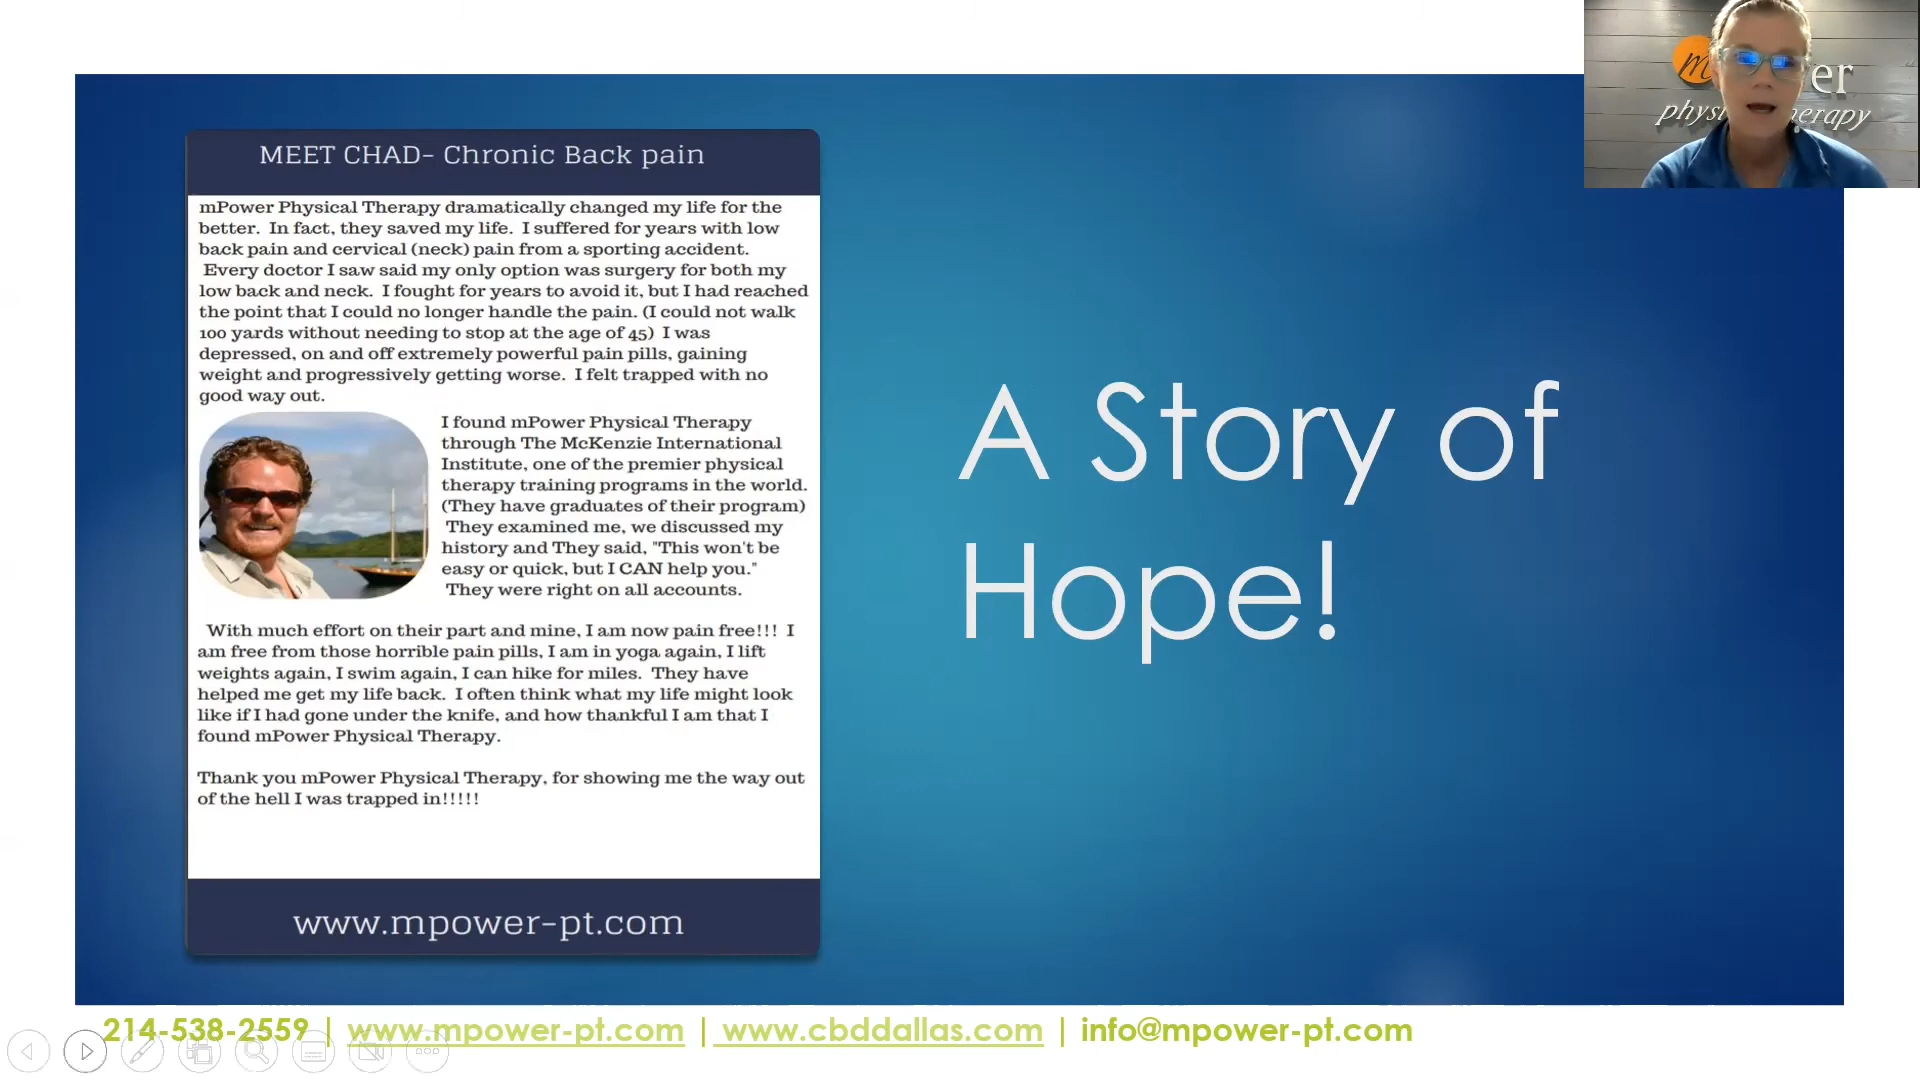 MEET CHAD- Chronic Back pain
mPower Physical Therapy dramatically changed my life for the
better. In fact, they saved my life. I suffered for years with low
back pain and cervical (neck) pain from a sporting accident.
Every doctor I saw said my only option was surgery for both my
low back and neck. I fought for years to avoid it, but I had reached
the point that I could no longer handle the pain. (I could not walk
100 yards without needing to stop at the age of 45) I was
depressed, on and off extremely powerful pain pills, gaining
weight and progressively getting worse. I felt trapped with no
good way out.
I found mPower Physical Therapy
through The McKenzie International
Institute, one of the premier physical
therapy training programs in the world.
(They have graduates of their program)
They examined me, we discussed my
history and They said, "This won't be
easy or quick, but I CAN help you."
They were right on all accounts.
With much effort on their part and mine, I am now pain free!!! I
am free from those horrible pain pills, I am in yoga again, I lift
weights again, I swim again, I can hike for miles. They have
helped me get my life back. I often think what my life might look
like if I had gone under the knife, and how thankful I am that I
found mPower Physical Therapy.
Thank you mPower Physical Therapy, for showing me the way out
of the hell I was trapped in!!!!!
www.mpower-pt.com
A Story of
Hope!
m er
physi herapy
214-538-2559 | www.mpower-pt.com | www.cbddallas.com | info@mpower-pt.com